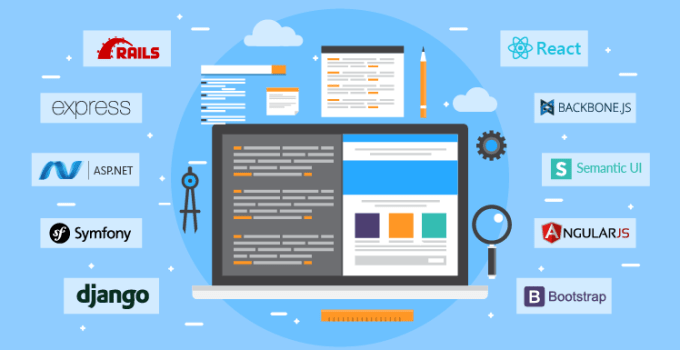 RAILS
express
ASP.NET
Symfony
django
React
BACKBONE.JS
Semantic UI
ANGULARJS
Bootstrap